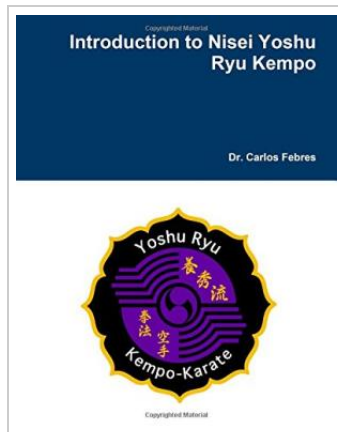 Copyrighted Material
Introduction to Nisei Yoshu
Ryu Kempo
Dr. Carlos Febres
Yoshu Ryu
養秀流
拳法
空手
Kempo-Karate
Copyrighted Material